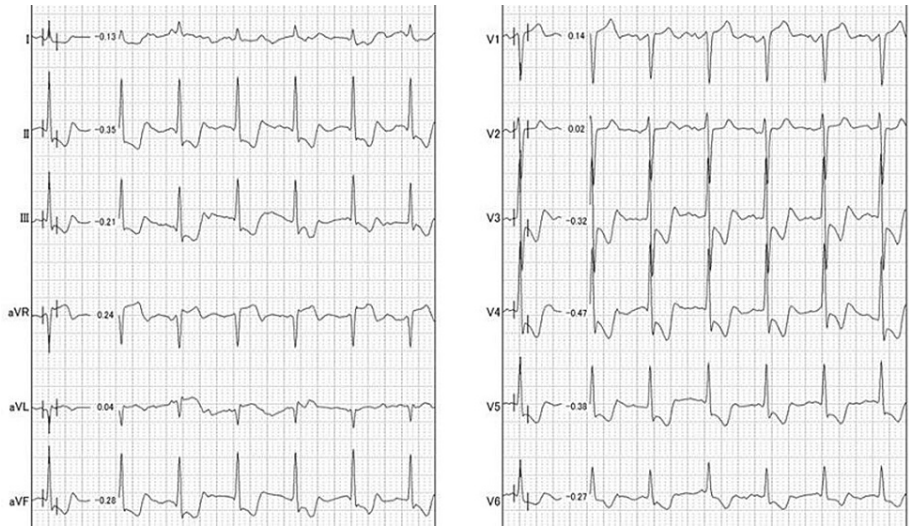 I -0.13
II -0.35
III -0.21
aVR 0.24
aVL 0.04
aVF -0.28
V1 0.14
V2 0.02
V3 -0.32
V4 -0.47
V5 -0.38
V6 -0.27